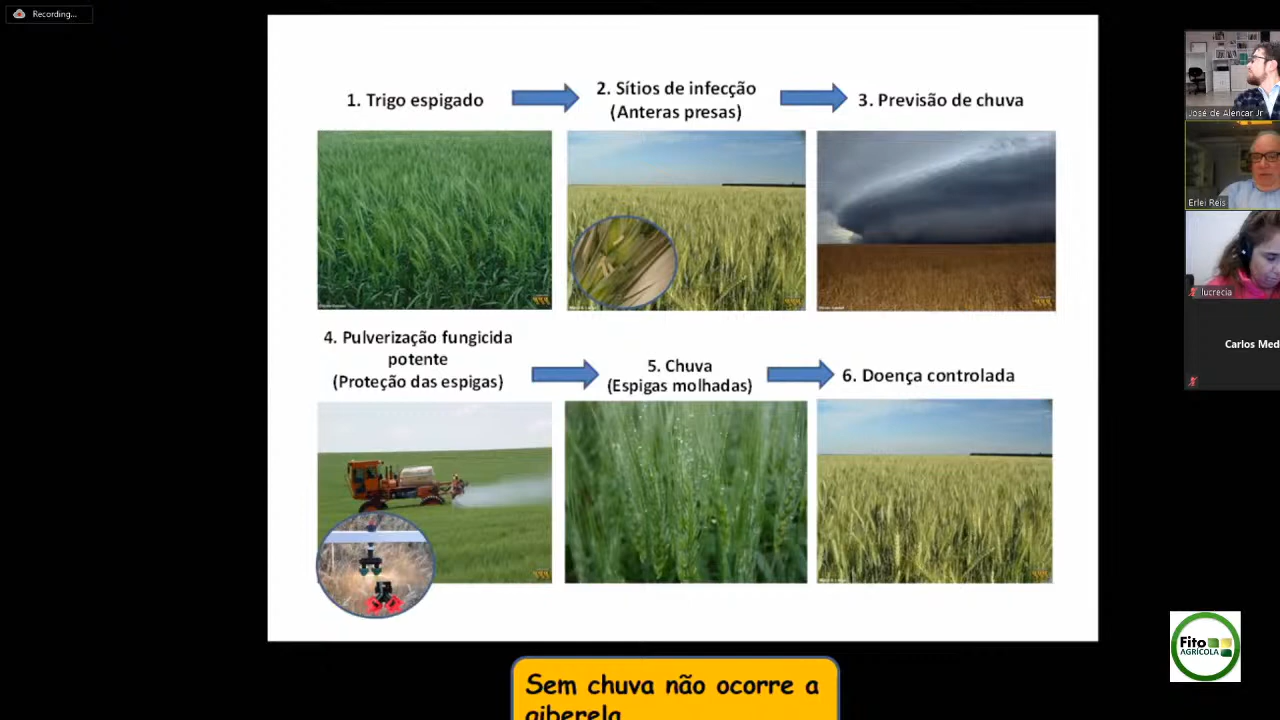 Recording...
1. Trigo espigado
2. Sítios de infecção
(Anteras presas)
3. Previsão de chuva
4. Pulverização fungicida
potente
(Proteção das espigas)
5. Chuva
(Espigas molhadas)
6. Doença controlada
Sem chuva não ocorre a
giberela
José de Alencar Jr
Erlei Reis
lucrecia
Carlos Med
Fito
AGRÍCOLA